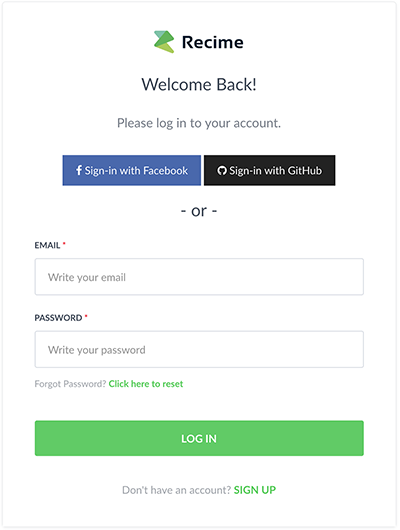 Recime
Welcome Back!
Please log in to your account.
Sign-in with Facebook Sign-in with GitHub
- or -
EMAIL *
Write your email
PASSWORD *
Write your password
Forgot Password? Click here to reset
LOG IN
Don't have an account? SIGN UP